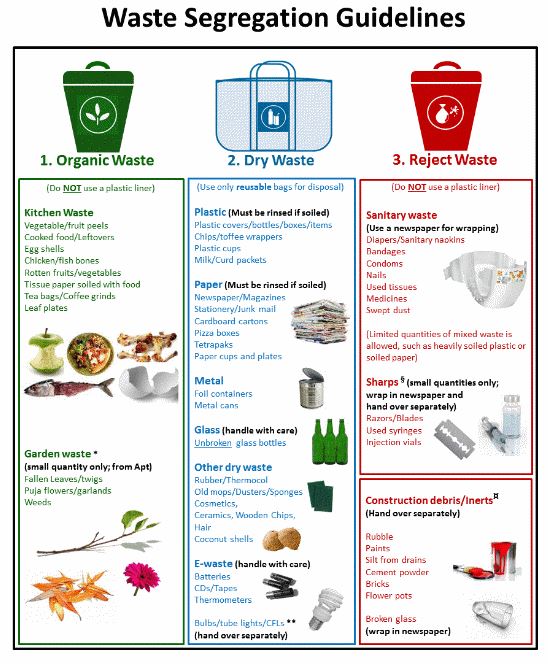 Waste Segregation Guidelines
1. Organic Waste
(Do NOT use a plastic liner)
Kitchen Waste
Vegetable/fruit peels
Cooked food/Leftovers
Egg shells
Chicken/fish bones
Rotten fruits/vegetables
Tissue paper soiled with food
Tea bags/Coffee grinds
Leaf plates
Garden waste *
(small quantity only; from Apt)
Fallen Leaves/twigs
Puja flowers/garlands
Weeds
2. Dry Waste
(Use only reusable bags for disposal)
Plastic (Must be rinsed if soiled)
Plastic covers/bottles/boxes/items
Chips/toffee wrappers
Plastic cups
Milk/Curd packets
Paper (Must be rinsed if soiled)
Newspaper/Magazines
Stationery/Junk mail
Cardboard cartons
Pizza boxes
Tetrapaks
Paper cups and plates
Metal
Foil containers
Metal cans
Glass (handle with care)
Unbroken glass bottles
Other dry waste
Rubber/Thermocol
Old mops/Dusters/Sponges
Cosmetics,
Ceramics, Wooden Chips,
Hair
Coconut shells
E-waste (handle with care)
Batteries
CDs/Tapes
Thermometers
Bulbs/tube lights/CFLs **
(hand over separately)
3. Reject Waste
(Do NOT use a plastic liner)
Sanitary waste
(Use a newspaper for wrapping)
Diapers/Sanitary napkins
Bandages
Condoms
Nails
Used tissues
Medicines
Swept dust
(Limited quantities of mixed waste is
allowed, such as heavily soiled plastic or
soiled paper)
Sharps § (small quantities only;
wrap in newspaper and
hand over separately)
Razors/Blades
Used syringes
Injection vials
Construction debris/Inerts¤
(Hand over separately)
Rubble
Paints
Silt from drains
Cement powder
Bricks
Flower pots
Broken glass
(wrap in newspaper)